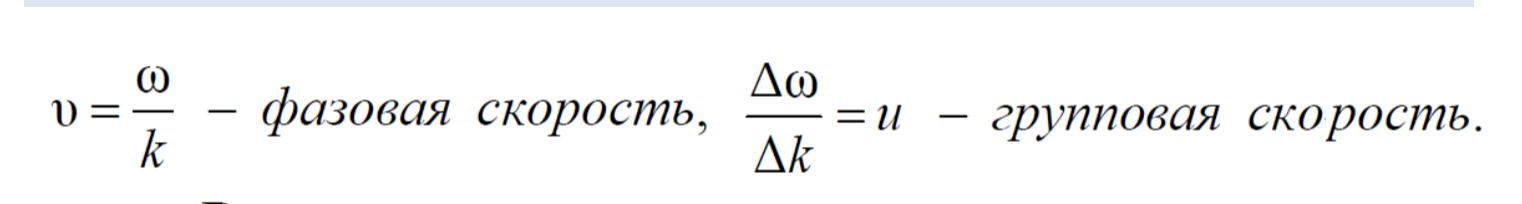 υ = ω/k – фазовая скорость, Δω/Δk = u – групповая скорость.